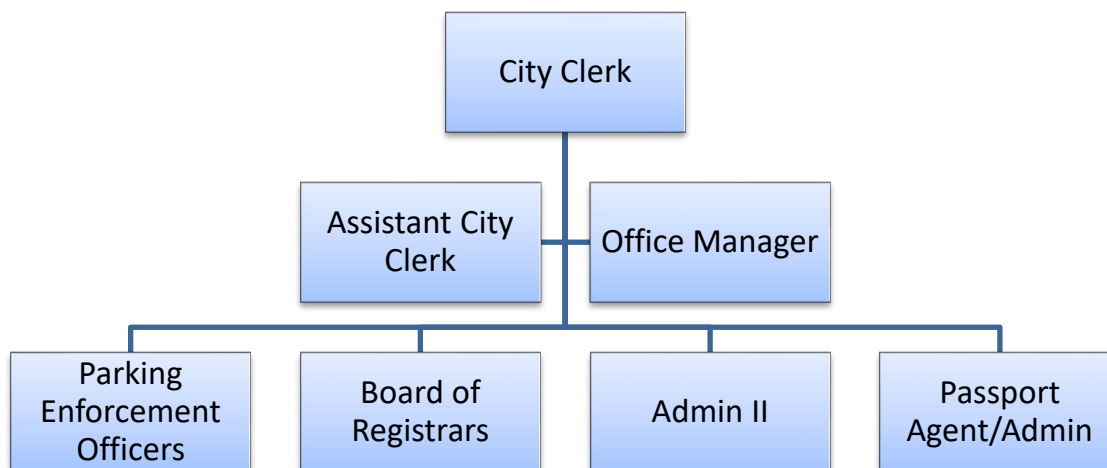 City Clerk
Assistant City
Clerk
Office Manager
Parking
Enforcement
Officers
Board of
Registrars
Admin II
Passport
Agent/Admin